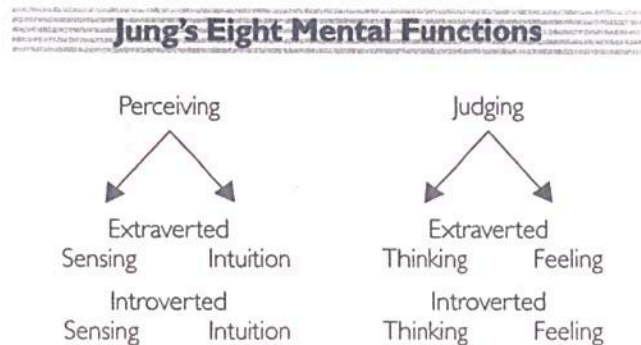 Jung's Eight Mental Functions
Perceiving
Extraverted
Sensing Intuition
Introverted
Sensing Intuition
Judging
Extraverted
Thinking Feeling
Introverted
Thinking Feeling